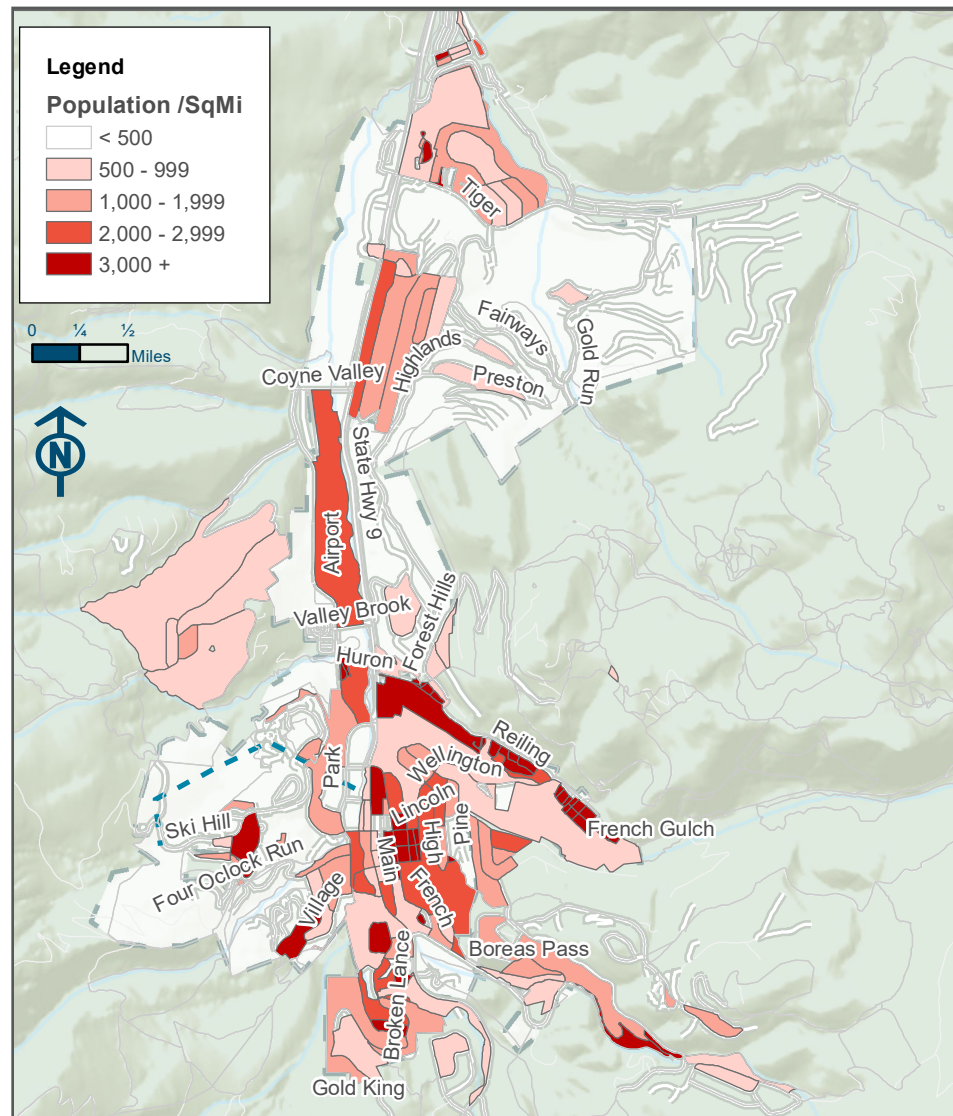 Legend
Population /SqMi
< 500
500 - 999
1,000 - 1,999
2,000 - 2,999
3,000 +
0 ¼ ½
Miles
N
Tiger
Fairways
Gold Run
Highlands
Preston
Coyne Valley
State Hwy 9
Airport
Valley Brook
Forest Hills
Huron
Reiling
Wellington
Park
Lincoln
Ski Hill
High
Pine
French Gulch
Main
Four Oclock Run
Village
French
Boreas Pass
Broken Lance
Gold King